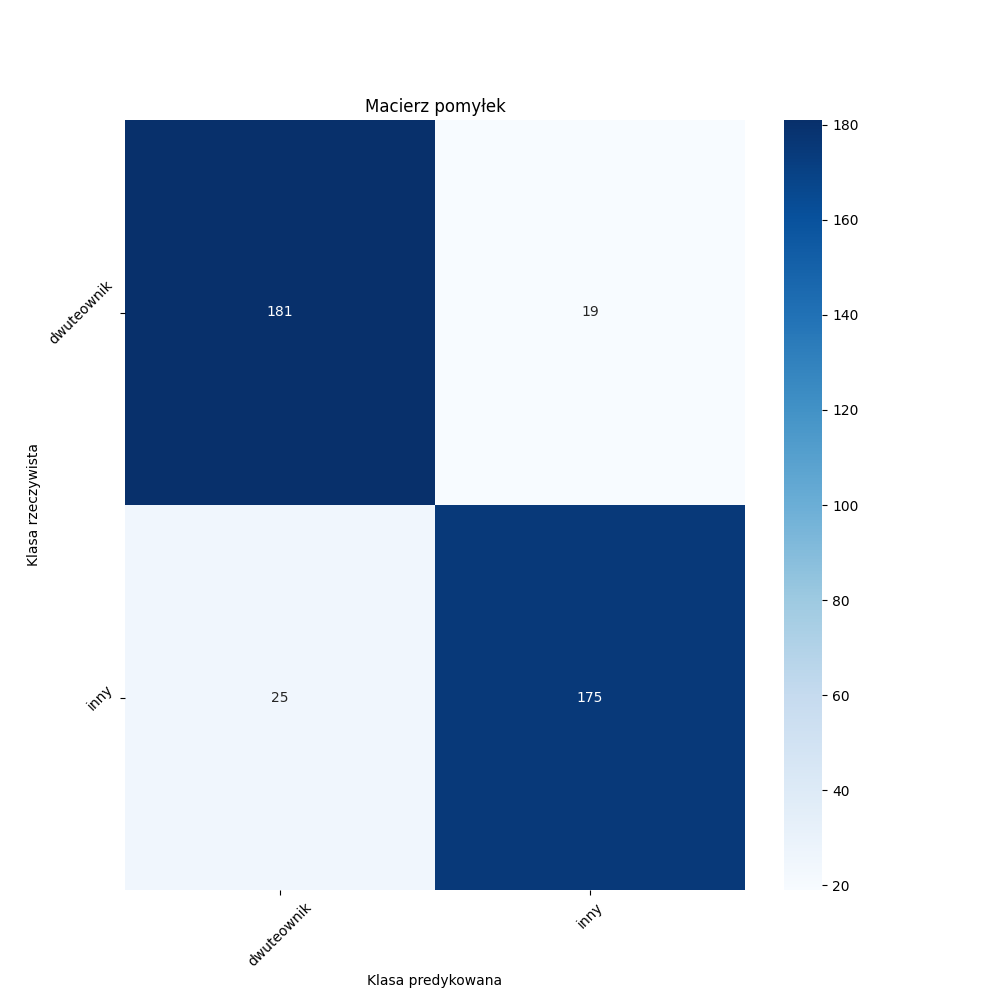 Macierz pomyłek
dwuteownik
inny
Klasa rzeczywista
181
19
25
175
dwuteownik
inny
Klasa predykowana
180
160
140
120
100
80
60
40
20